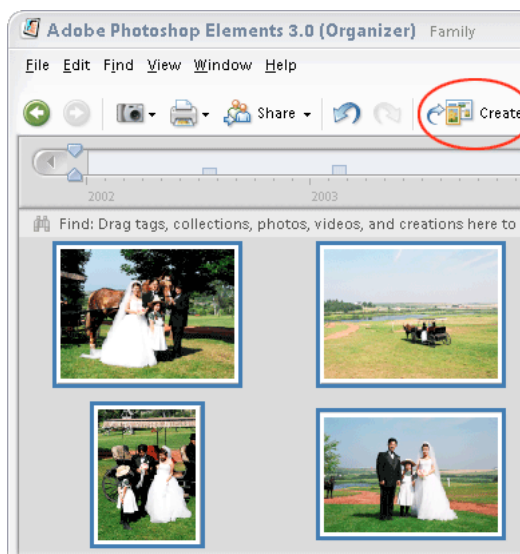 Adobe Photoshop Elements 3.0 (Organizer) Family
File Edit Find View Window Help
Share Create
2002 2003
Find: Drag tags, collections, photos, videos, and creations here to